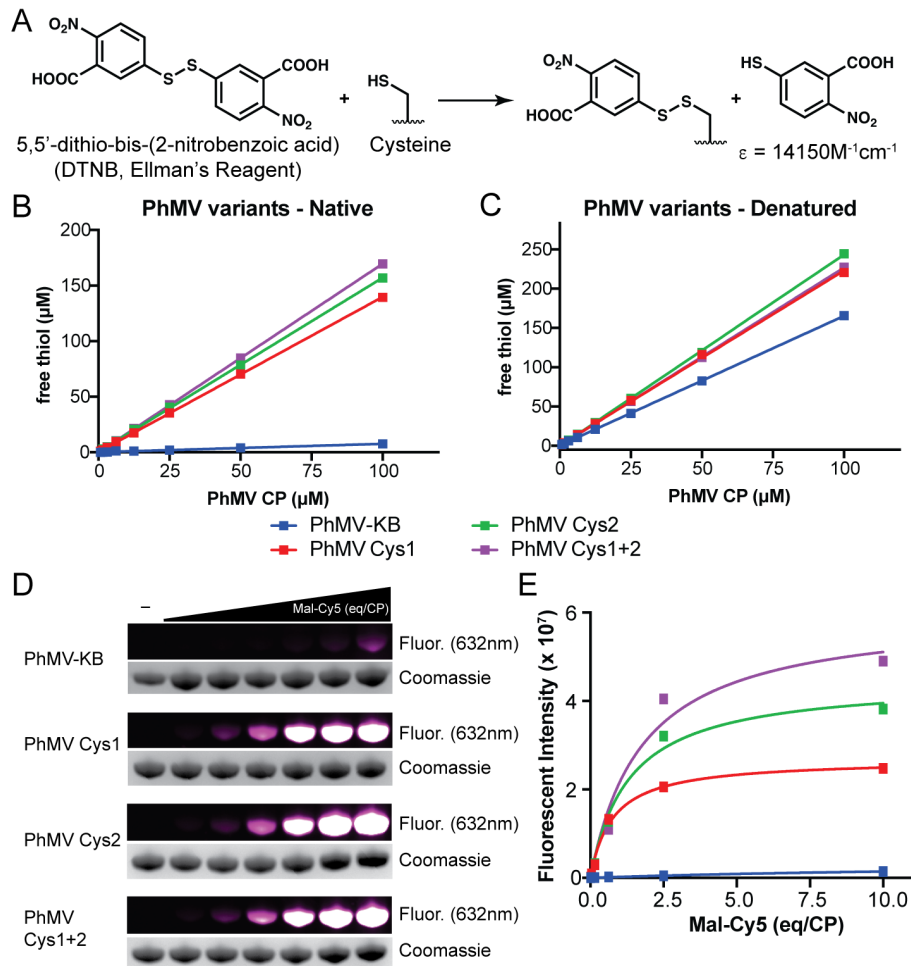 A
O₂N
HOOC
S
S
COOH
NO₂
+
HS
O₂N
HOOC
S
S
+
HS
COOH
NO₂
5,5'-dithio-bis-(2-nitrobenzoic acid)
(DTNB, Ellman's Reagent)
Cysteine
ε = 14150M⁻¹cm⁻¹
B
PhMV variants - Native
free thiol (μM)
200
150
100
50
0
0 25 50 75 100
PhMV CP (μM)
C
PhMV variants - Denatured
free thiol (μM)
250
200
150
100
50
0
0 25 50 75 100
PhMV CP (μM)
PhMV-KB
PhMV Cys2
PhMV Cys1
PhMV Cys1+2
D
–
Mal-Cy5 (eq/CP)
PhMV-KB
Fluor. (632nm)
Coomassie
PhMV Cys1
Fluor. (632nm)
Coomassie
PhMV Cys2
Fluor. (632nm)
Coomassie
PhMV
Cys1+2
Fluor. (632nm)
Coomassie
E
Fluorescent Intensity (x 10⁷)
6
4
2
0
0.0 2.5 5.0 7.5 10.0
Mal-Cy5 (eq/CP)